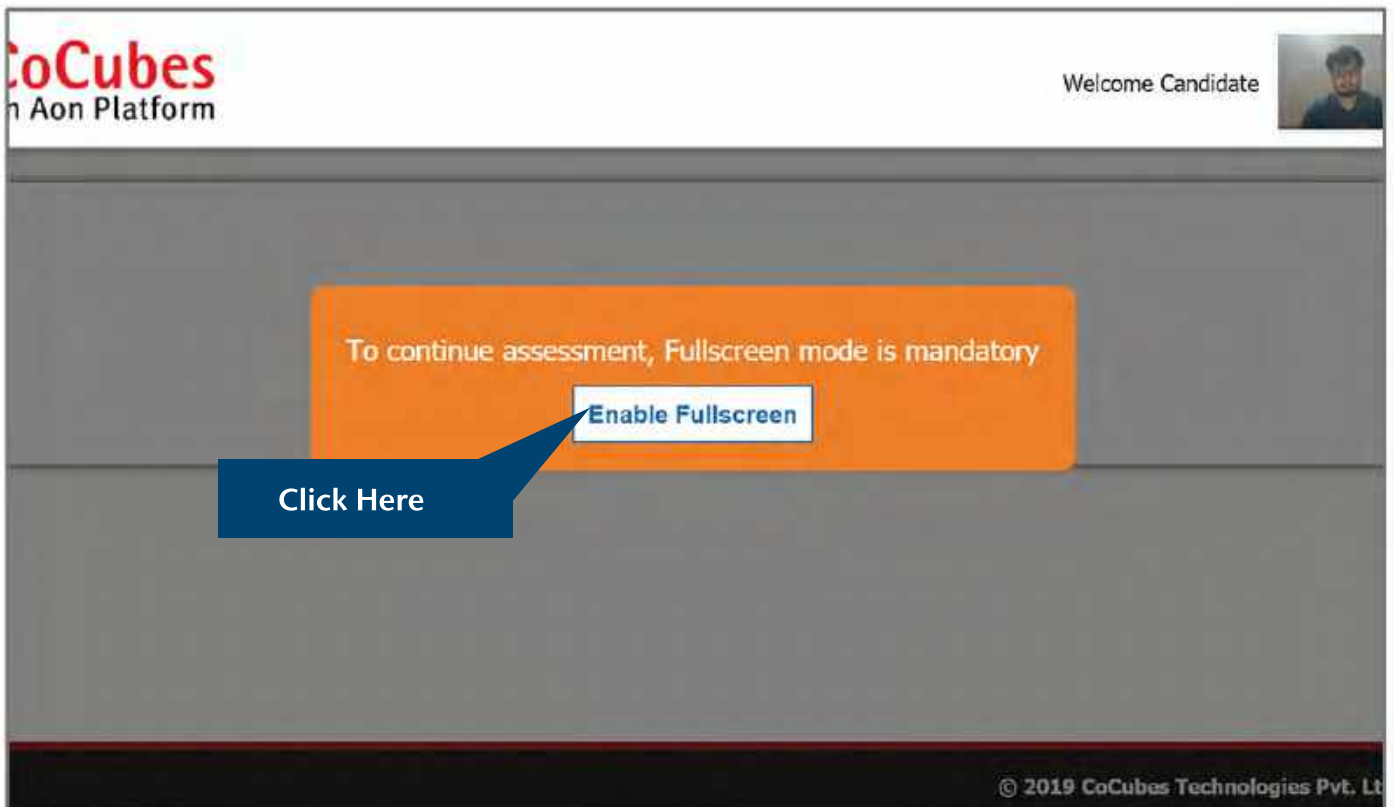 CoCubes
n Aon Platform
Welcome Candidate
To continue assessment, Fullscreen mode is mandatory
Enable Fullscreen
Click Here
© 2019 CoCubes Technologies Pvt. Lt